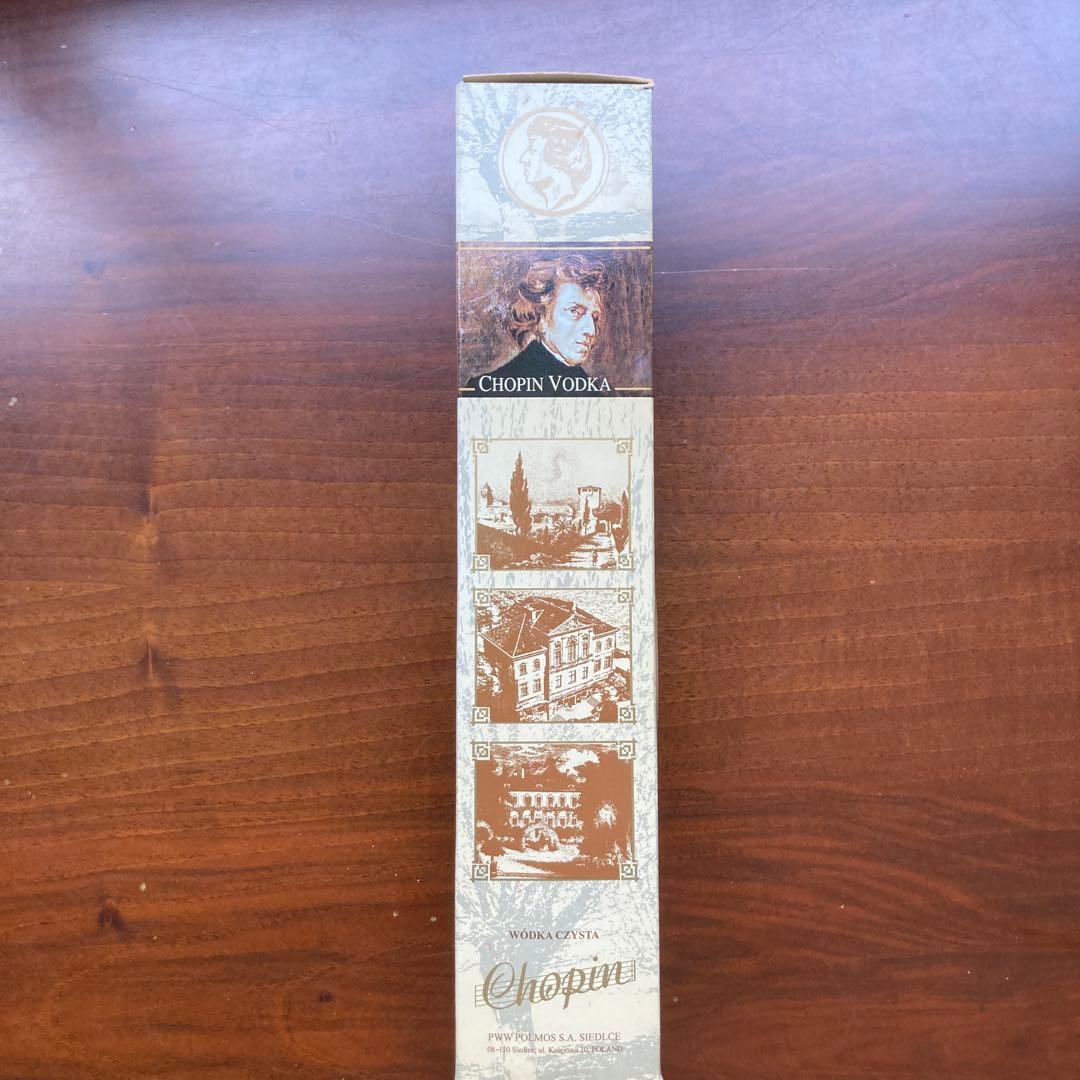 CHOPIN VODKA
WÓDKA CZYSTA
Chopin
PWW POLMOS S.A. SIEDLCE
08-110 Siedlce, ul. Kolejowa 10, POLAND